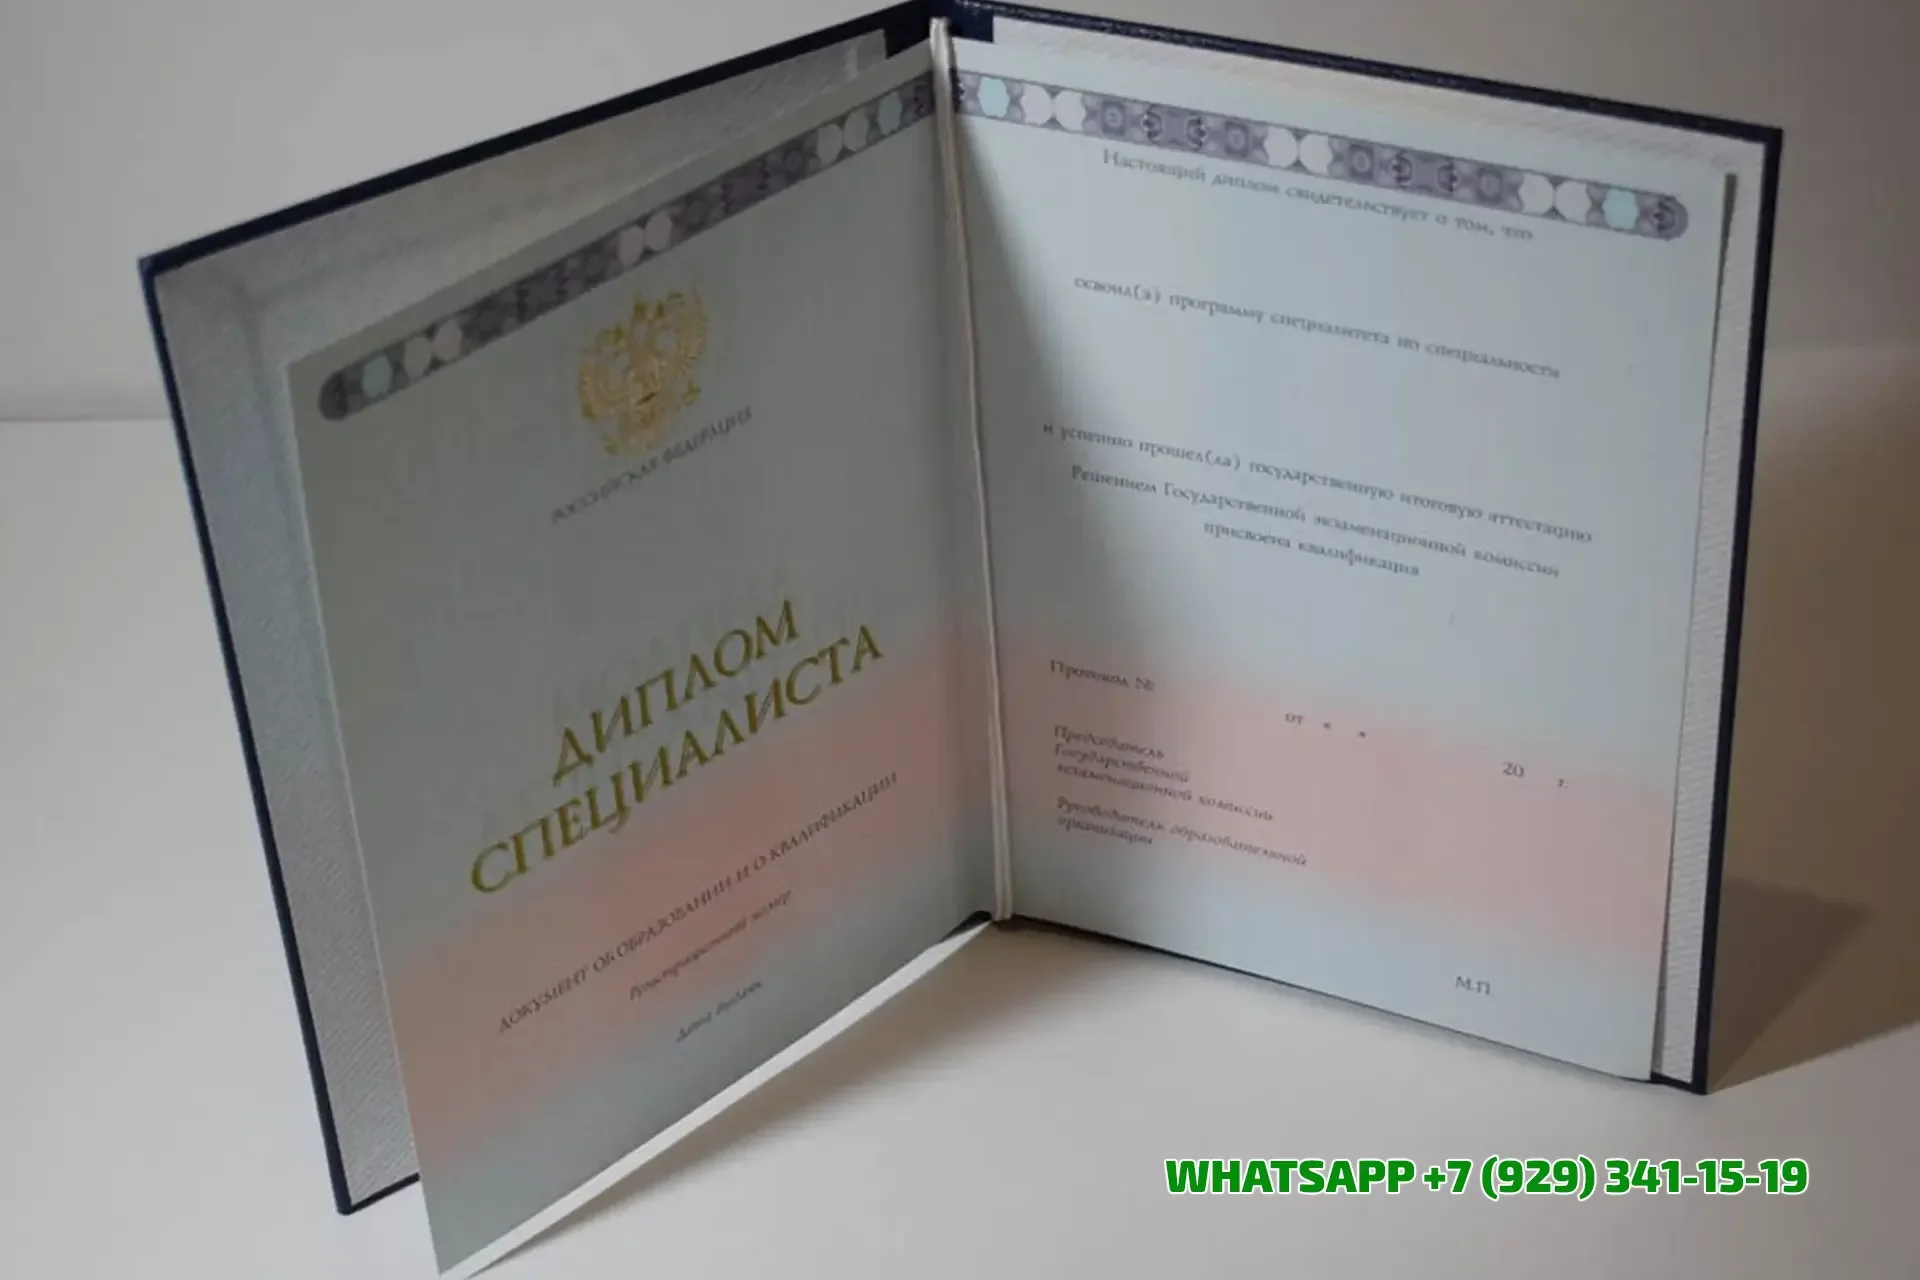 РОССИЙСКАЯ ФЕДЕРАЦИЯ
ДИПЛОМ
СПЕЦИАЛИСТА
ДОКУМЕНТ ОБ ОБРАЗОВАНИИ И О КВАЛИФИКАЦИИ
Регистрационный номер
Дата выдачи
Настоящий диплом свидетельствует о том, что
освоил(а) программу специалитета по специальности
и успешно прошел(ла) государственную итоговую аттестацию
Решением Государственной экзаменационной комиссии
присвоена квалификация
Протокол №
от « » 20 г.
Председатель
Государственной
экзаменационной комиссии
Руководитель образовательной
организации
М.П.
WHATSAPP +7 (929) 341-15-19